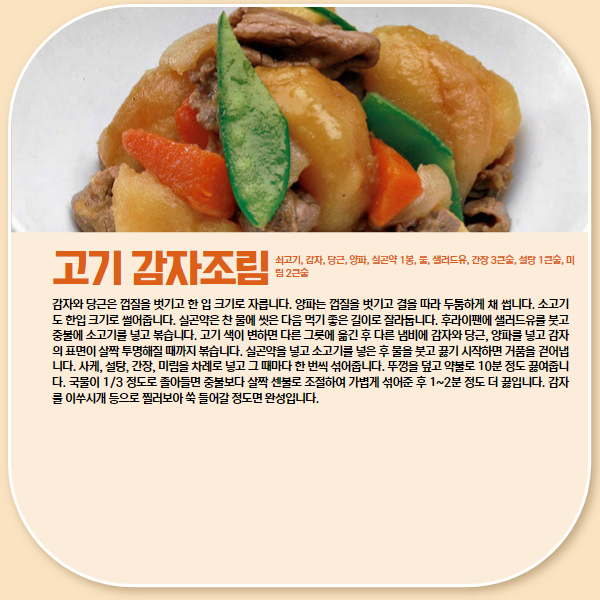 고기 감자조림
쇠고기, 감자, 당근, 양파, 실곤약 1봉, 물, 샐러드유, 간장 3큰술, 설탕 1큰술, 미
림 2큰술
감자와 당근은 껍질을 벗기고 한 입 크기로 자릅니다. 양파는 껍질을 벗기고 결을 따라 두툼하게 채 썹니다. 소고기
도 한입 크기로 썰어줍니다. 실곤약은 찬 물에 씻은 다음 먹기 좋은 길이로 잘라둡니다. 후라이팬에 샐러드유를 붓고
중불에 소고기를 넣고 볶습니다. 고기 색이 변하면 다른 그릇에 옮긴 후 다른 냄비에 감자와 당근, 양파를 넣고 감자
의 표면이 살짝 투명해질 때까지 볶습니다. 실곤약을 넣고 소고기를 넣은 후 물을 붓고 끓기 시작하면 거품을 걷어냅
니다. 사케, 설탕, 간장, 미림을 차례로 넣고 그 때마다 한 번씩 섞어줍니다. 뚜껑을 덮고 약불로 10분 정도 끓여줍니
다. 국물이 1/3 정도로 졸아들면 중불보다 살짝 센불로 조절하여 가볍게 섞어준 후 1~2분 정도 더 끓입니다. 감자
를 이쑤시개 등으로 찔러보아 쑥 들어갈 정도면 완성입니다.